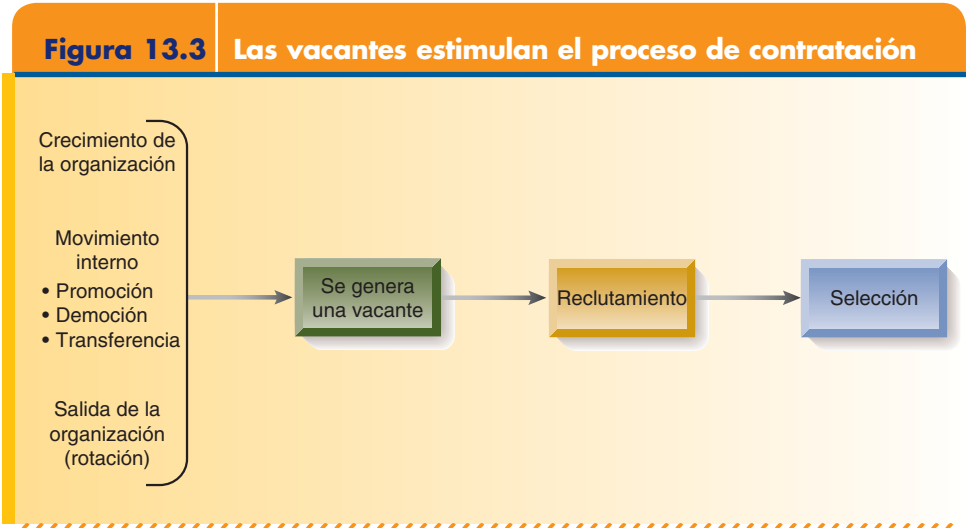 Figura 13.3
Las vacantes estimulan el proceso de contratación
Crecimiento de
la organización
Movimiento
interno
• Promoción
• Democión
• Transferencia
Salida de la
organización
(rotación)
Se genera
una vacante
Reclutamiento
Selección